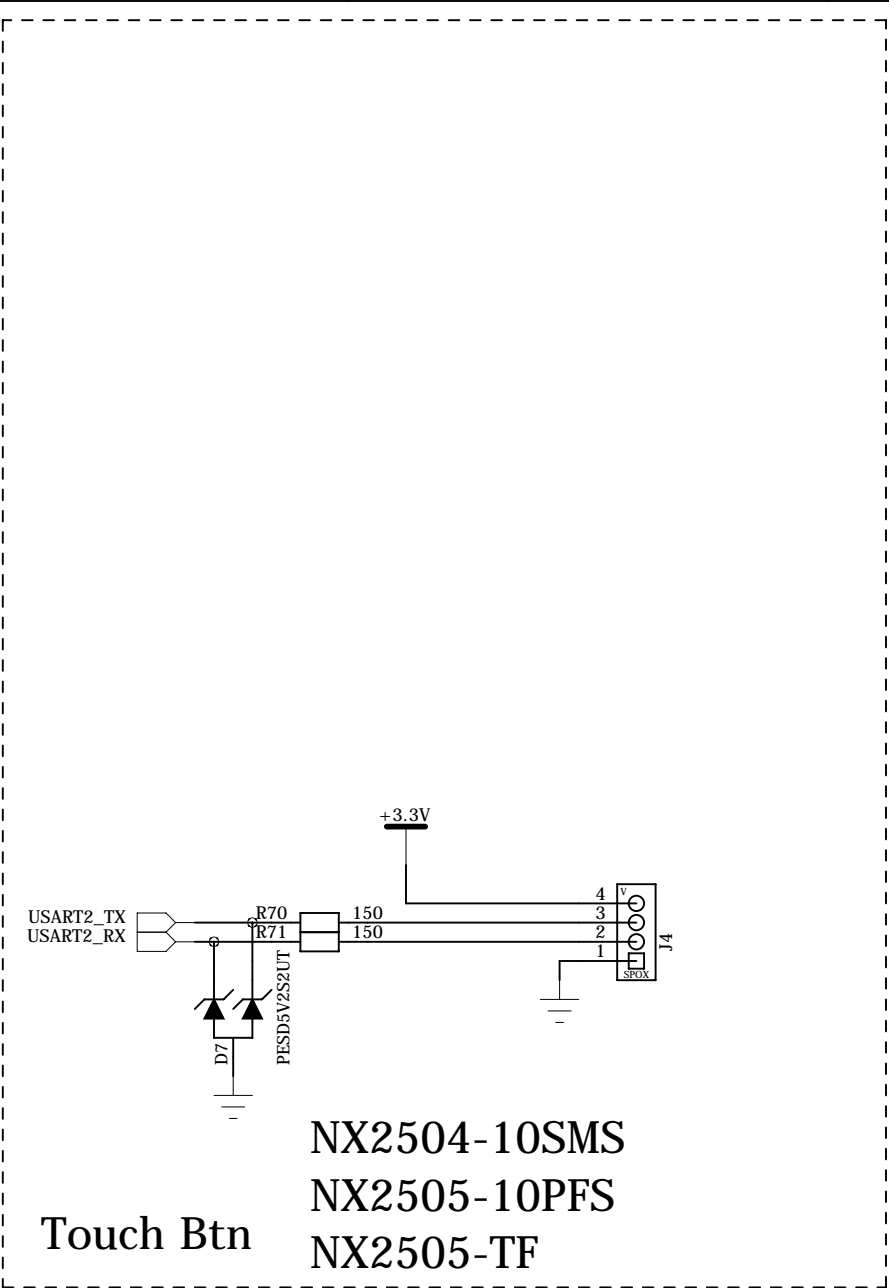 +3.3V
4
V
USART2_TX
R70
150
3
USART2_RX
R71
150
2
J4
1
SPOX
D7
PESD5V2S2UT
NX2504-10SMS
NX2505-10PFS
Touch Btn
NX2505-TF